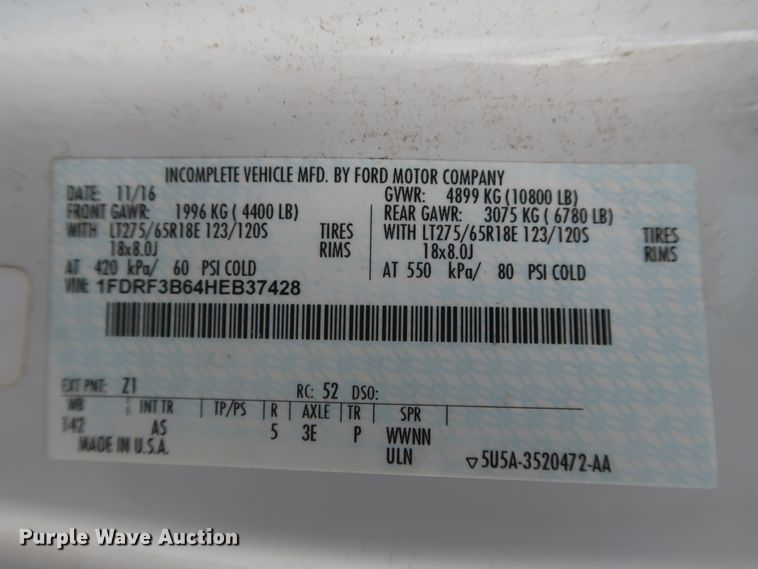 INCOMPLETE VEHICLE MFD. BY FORD MOTOR COMPANY
DATE: 11/16 GVWR: 4899 KG (10800 LB)
FRONT GAWR: 1996 KG ( 4400 LB) REAR GAWR: 3075 KG ( 6780 LB)
WITH LT275/65R18E 123/120S TIRES WITH LT275/65R18E 123/120S TIRES
18x8.0J RIMS 18x8.0J RIMS
AT 420 kPa/ 60 PSI COLD AT 550 kPa/ 80 PSI COLD
VIN: 1FDRF3B64HEB37428
EXT PNT: Z1 RC: 52 DSO:
WB INT TR TP/PS R AXLE TR SPR
142 AS 5 3E P WWNN
MADE IN U.S.A. ULN ▽5U5A-3520472-AA
Purple Wave Auction